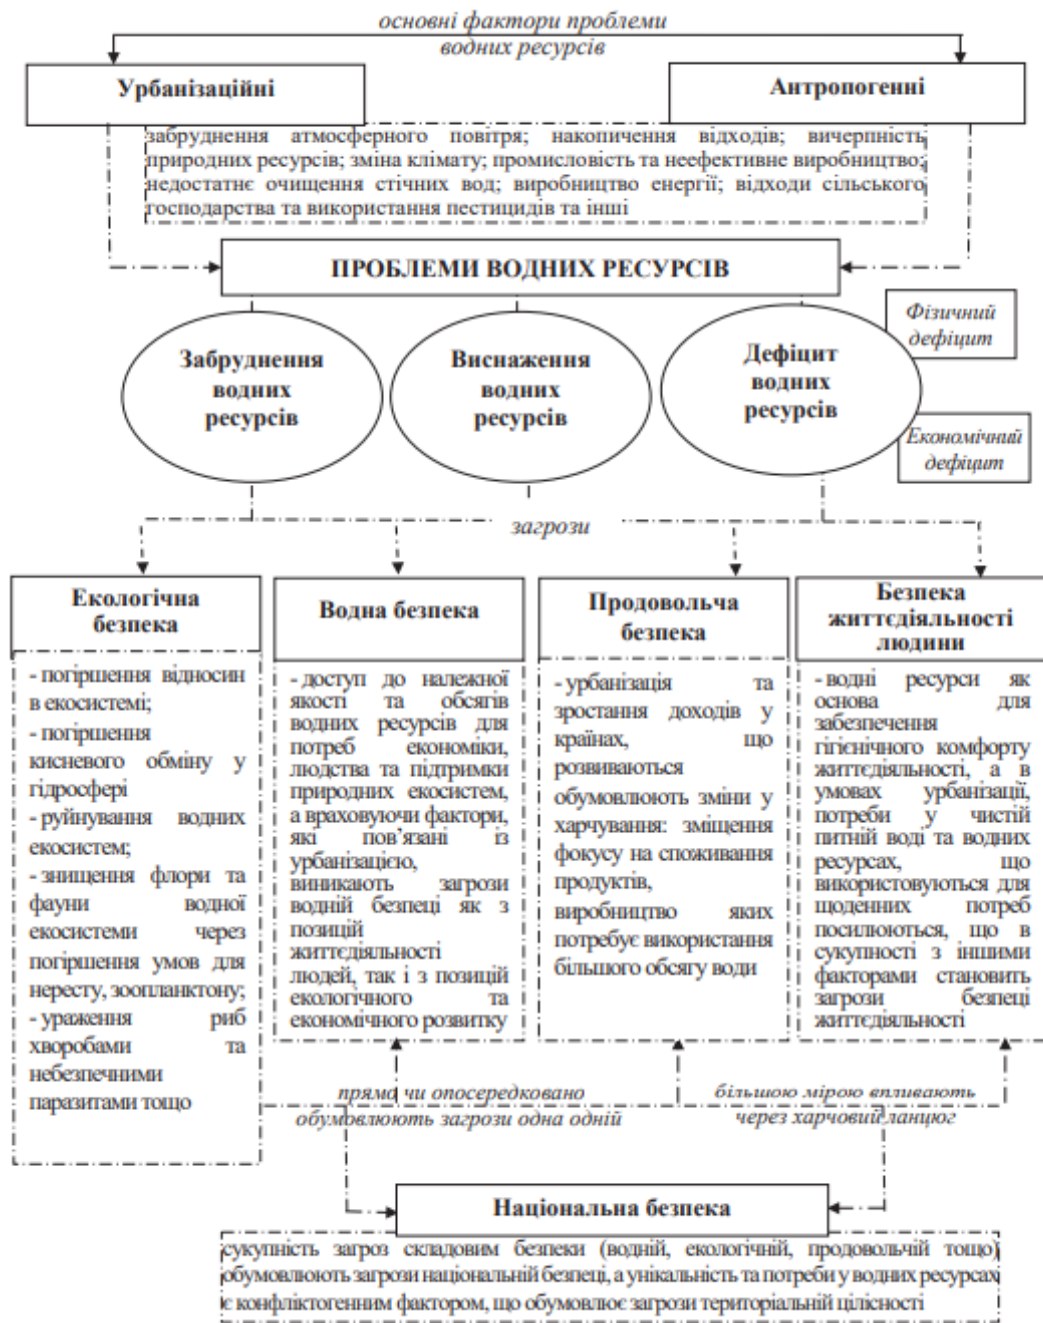 основні фактори проблеми
водних ресурсів
Урбанізаційні
Антропогенні
забруднення атмосферного повітря; накопичення відходів; вичерпність
природних ресурсів; зміна клімату; промисловість та неефективне виробництво;
недостатнє очищення стічних вод; виробництво енергії; відходи сільського
господарства та використання пестицидів та інші
ПРОБЛЕМИ ВОДНИХ РЕСУРСІВ
Забруднення
водних
ресурсів
Виснаження
водних
ресурсів
Дефіцит
водних
ресурсів
Фізичний
дефіцит
Економічний
дефіцит
загрози
Екологічна
безпека
- погіршення відносин
в екосистемі;
- погіршення
кисневого обміну у
гідросфері
- руйнування водних
екосистем;
- знищення флори та
фауни водної
екосистеми через
погіршення умов для
нересту, зоопланктону;
- ураження риб
хворобами та
небезпечними
паразитами тощо
Водна безпека
- доступ до належної
якості та обсягів
водних ресурсів для
потреб економіки,
людства та підтримки
природних екосистем,
а враховуючи фактори,
які пов’язані із
урбанізацією,
виникають загрози
водній безпеці як з
позицій
життєдіяльності
людей, так і з позицій
екологічного та
економічного розвитку
Продовольча
безпека
- урбанізація та
зростання доходів у
країнах, що
розвиваються
обумовлюють зміни у
харчування: зміщення
фокусу на споживання
продуктів,
виробництво яких
потребує використання
більшого обсягу води
Безпека
життєдіяльності
людини
- водні ресурси як
основа для
забезпечення
гігієнічного комфорту
життєдіяльності, а в
умовах урбанізації,
потреби у чистій
питній воді та водних
ресурсах, що
використовуються для
щоденних потреб
посилюються, що в
сукупності з іншими
факторами становить
загрози безпеці
життєдіяльності
прямо чи опосередковано
обумовлюють загрози одна одній
більшою мірою впливають
через харчовий ланцюг
Національна безпека
сукупність загроз складовим безпеки (водній, екологічній, продовольчій тощо)
обумовлюють загрози національній безпеці, а унікальність та потреби у водних ресурсах
є конфліктогенним фактором, що обумовлює загрози територіальній цілісності